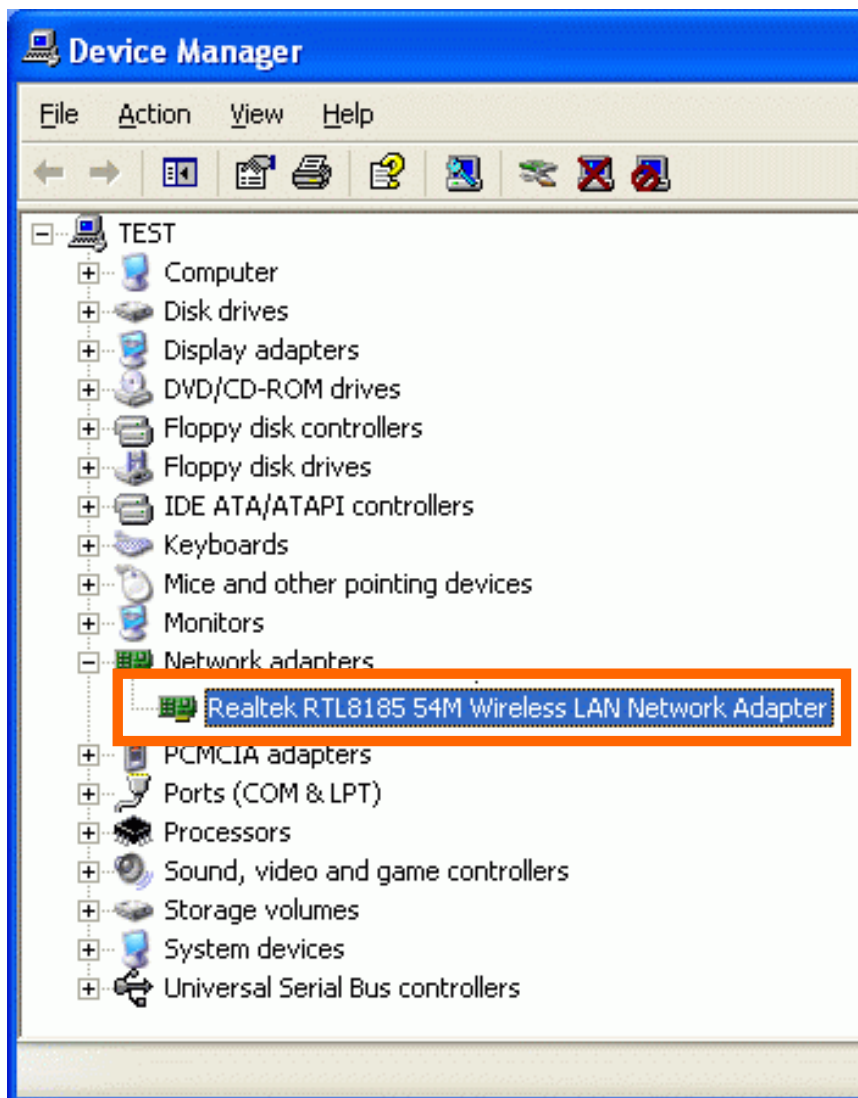 Device Manager
File Action View Help
TEST
Computer
Disk drives
Display adapters
DVD/CD-ROM drives
Floppy disk controllers
Floppy disk drives
IDE ATA/ATAPI controllers
Keyboards
Mice and other pointing devices
Monitors
Network adapters
Realtek RTL8185 54M Wireless LAN Network Adapter
PCMCIA adapters
Ports (COM & LPT)
Processors
Sound, video and game controllers
Storage volumes
System devices
Universal Serial Bus controllers